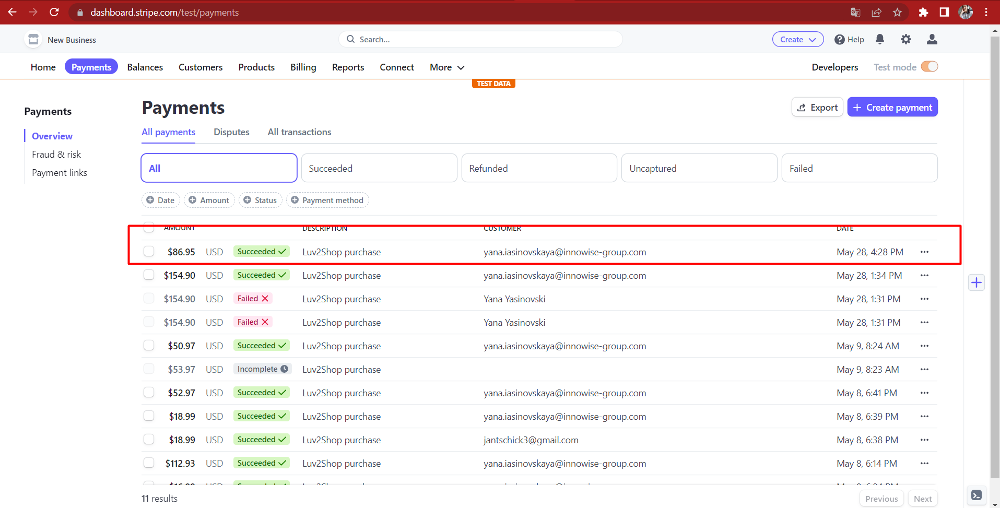 dashboard.stripe.com/test/payments
New Business
Search...
Create
Help
Home Payments Balances Customers Products Billing Reports Connect More
Developers Test mode
TEST DATA
Payments
Overview
Fraud & risk
Payment links
Payments
Export
Create payment
All payments Disputes All transactions
All Succeeded Refunded Uncaptured Failed
Date Amount Status Payment method
AMOUNT DESCRIPTION CUSTOMER DATE
$86.95 USD Succeeded Luv2Shop purchase yana.iasinovskaya@innowise-group.com May 28, 4:28 PM
$154.90 USD Succeeded Luv2Shop purchase yana.iasinovskaya@innowise-group.com May 28, 1:34 PM
$154.90 USD Failed Luv2Shop purchase Yana Yasinovski May 28, 1:31 PM
$154.90 USD Failed Luv2Shop purchase Yana Yasinovski May 28, 1:31 PM
$50.97 USD Succeeded Luv2Shop purchase yana.iasinovskaya@innowise-group.com May 9, 8:24 AM
$53.97 USD Incomplete Luv2Shop purchase May 9, 8:23 AM
$52.97 USD Succeeded Luv2Shop purchase yana.iasinovskaya@innowise-group.com May 8, 6:41 PM
$18.99 USD Succeeded Luv2Shop purchase yana.iasinovskaya@innowise-group.com May 8, 6:39 PM
$18.99 USD Succeeded Luv2Shop purchase jantschick3@gmail.com May 8, 6:38 PM
$112.93 USD Succeeded Luv2Shop purchase yana.iasinovskaya@innowise-group.com May 8, 6:14 PM
11 results
Previous Next